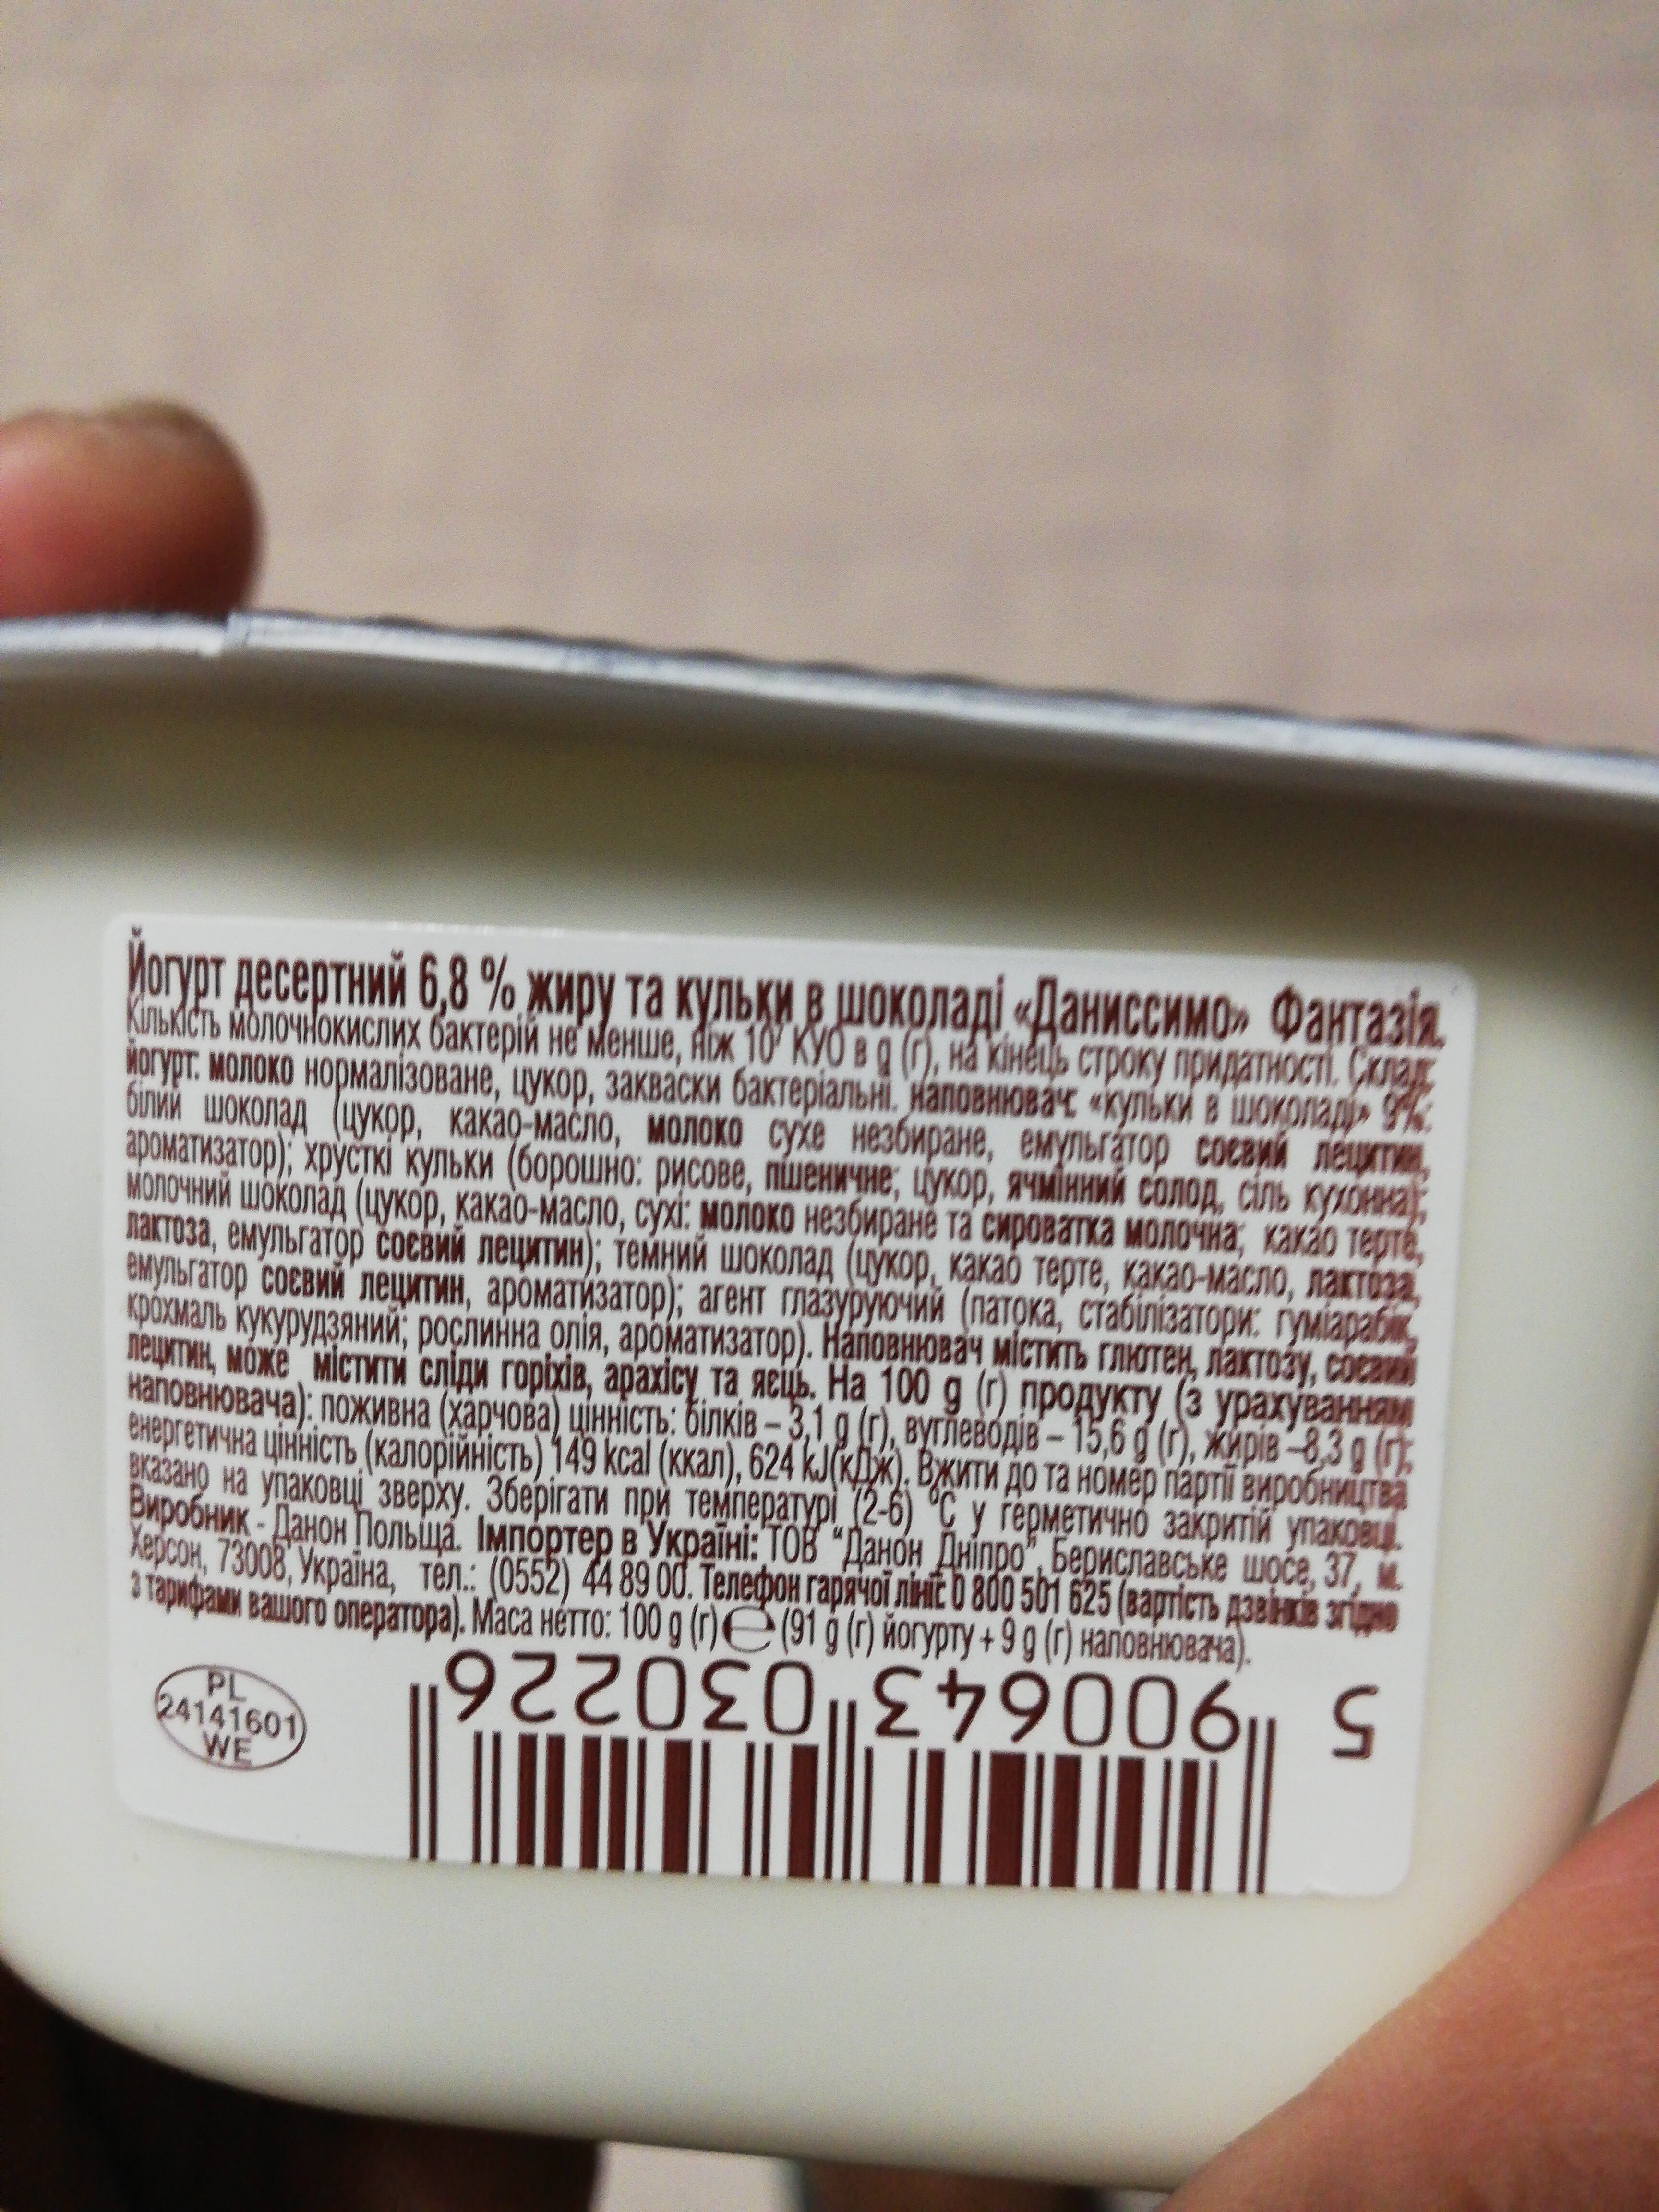 Йогурт десертний 6,8 % жиру та кульки в шоколаді «Даниссимо» Фантазія.
Кількість молочнокислих бактерій не менше, ніж 10⁷ КУО в g (г), на кінець строку придатності. Склад:
йогурт: молоко нормалізоване, цукор, закваски бактеріальні. наповнювач: «кульки в шоколаді» 9%:
білий шоколад (цукор, какао-масло, молоко сухе незбиране, емульгатор соєвий лецитин,
ароматизатор); хрусткі кульки (борошно: рисове, пшеничне; цукор, ячмінний солод, сіль кухонна);
молочний шоколад (цукор, какао-масло, сухі: молоко незбиране та сироватка молочна; какао терте,
лактоза, емульгатор соєвий лецитин); темний шоколад (цукор, какао терте, какао-масло, лактоза,
емульгатор соєвий лецитин, ароматизатор); агент глазуруючий (патока, стабілізатори: гуміарабік,
крохмаль кукурудзяний; рослинна олія, ароматизатор). Наповнювач містить глютен, лактозу, соєвий
лецитин, може містити сліди горіхів, арахісу та яєць. На 100 g (г) продукту (з урахуванням
наповнювача): поживна (харчова) цінність: білків – 3,1 g (г), вуглеводів – 15,6 g (г), жирів –8,3 g (г);
енергетична цінність (калорійність) 149 kcal (ккал), 624 kJ(кДж). Вжити до та номер партії виробництва
вказано на упаковці зверху. Зберігати при температурі (2-6) °C у герметично закритій упаковці.
Виробник - Данон Польща. Імпортер в Україні: ТОВ "Данон Дніпро", Бериславське шосе, 37, м.
Херсон, 73008, Україна, тел.: (0552) 44 89 00. Телефон гарячої лінії: 0 800 501 625 (вартість дзвінків згідно
з тарифами вашого оператора). Маса нетто: 100 g (г) ℮ (91 g (г) йогурту + 9 g (г) наповнювача).
PL
24141601
WE
5 900643 030226